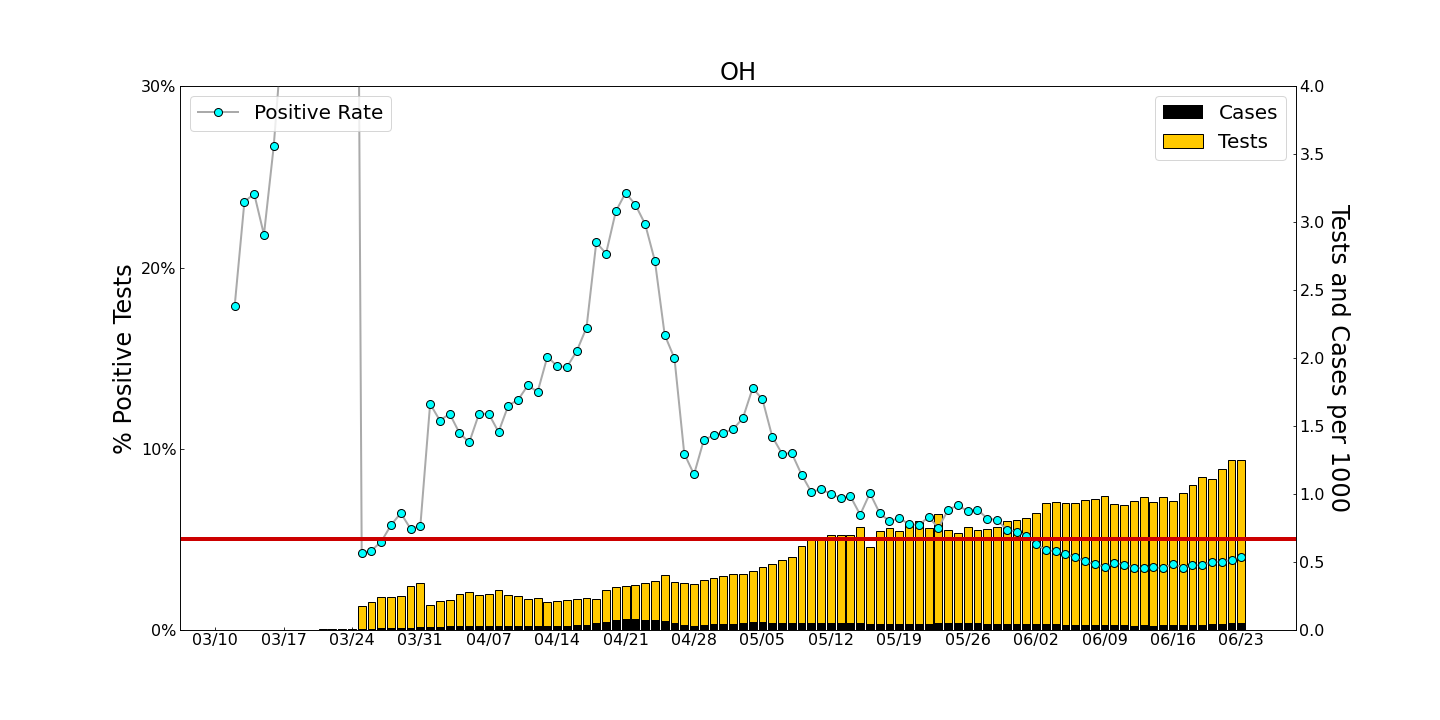 OH
30%
20%
10%
0%
% Positive Tests
Positive Rate
Cases
Tests
4.0
3.5
3.0
2.5
2.0
1.5
1.0
0.5
0.0
Tests and Cases per 1000
03/10 03/17 03/24 03/31 04/07 04/14 04/21 04/28 05/05 05/12 05/19 05/26 06/02 06/09 06/16 06/23